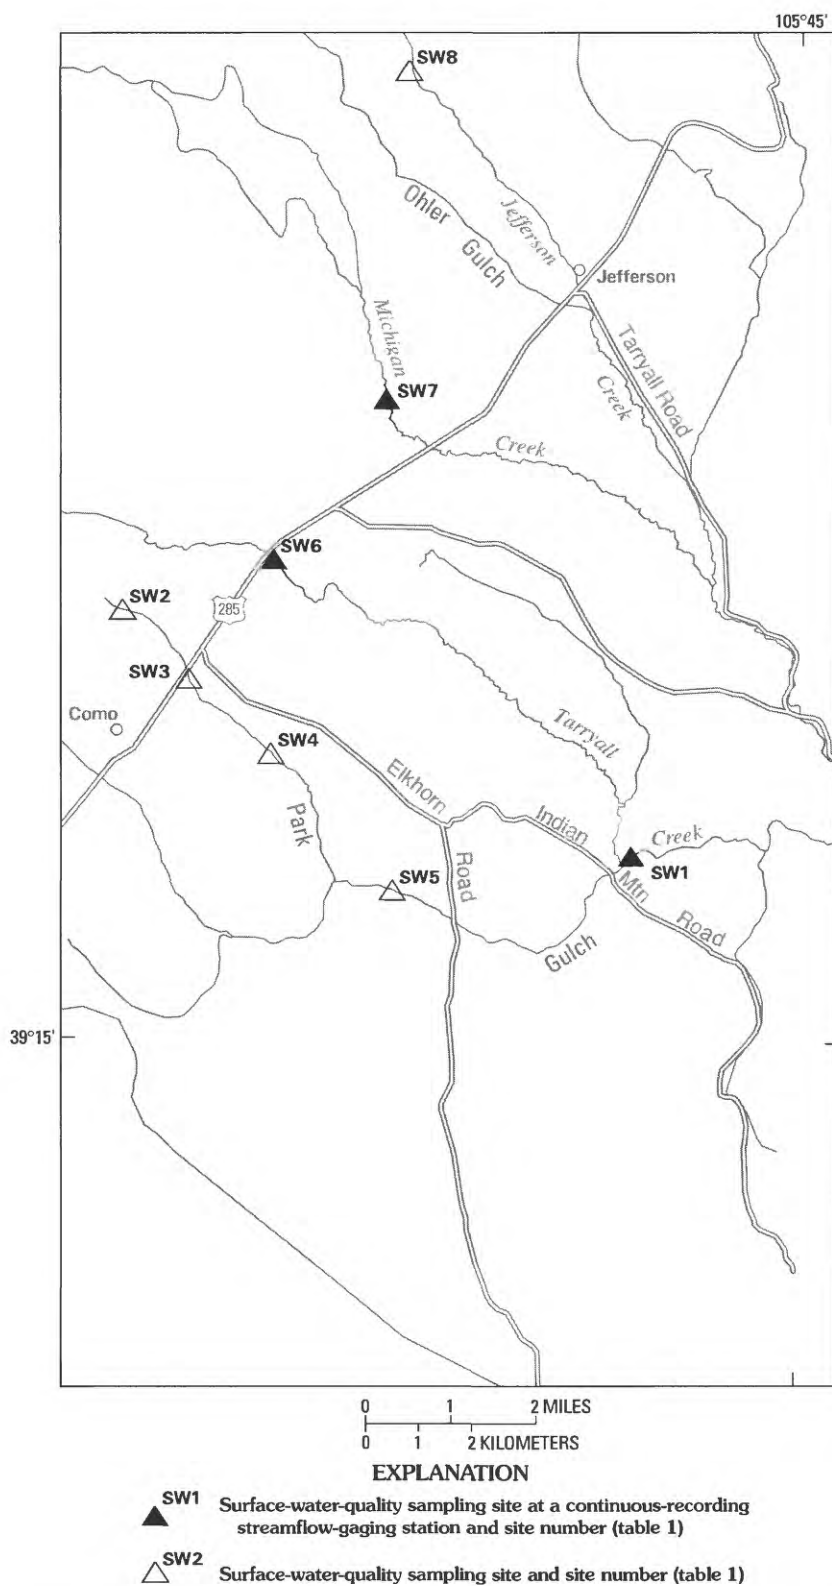 105°45'
SW8
Ohler
Gulch
Jefferson
Jefferson
Michigan
SW7
Tarryall Road
Creek
Creek
SW6
SW2
285
SW3
Como
SW4
Tarryall
Elkhorn
Park
Indian
Creek
SW1
Road
SW5
Mtn
Road
Gulch
39°15'
0 1 2 MILES
0 1 2 KILOMETERS
EXPLANATION
SW1 Surface-water-quality sampling site at a continuous-recording
streamflow-gaging station and site number (table 1)
SW2 Surface-water-quality sampling site and site number (table 1)